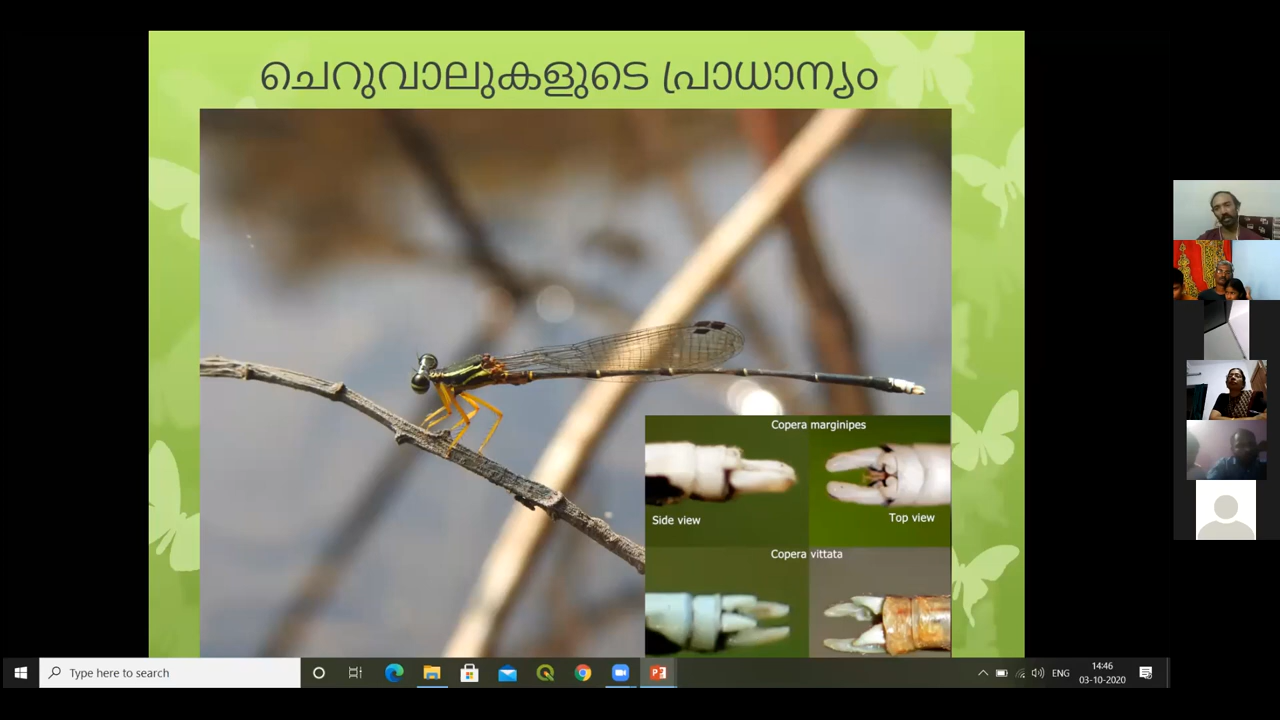 ചെറുവാലുകളുടെ പ്രാധാന്യം
Copera marginipes
Side view
Top view
Copera vittata
Type here to search
ENG
14:46
03-10-2020